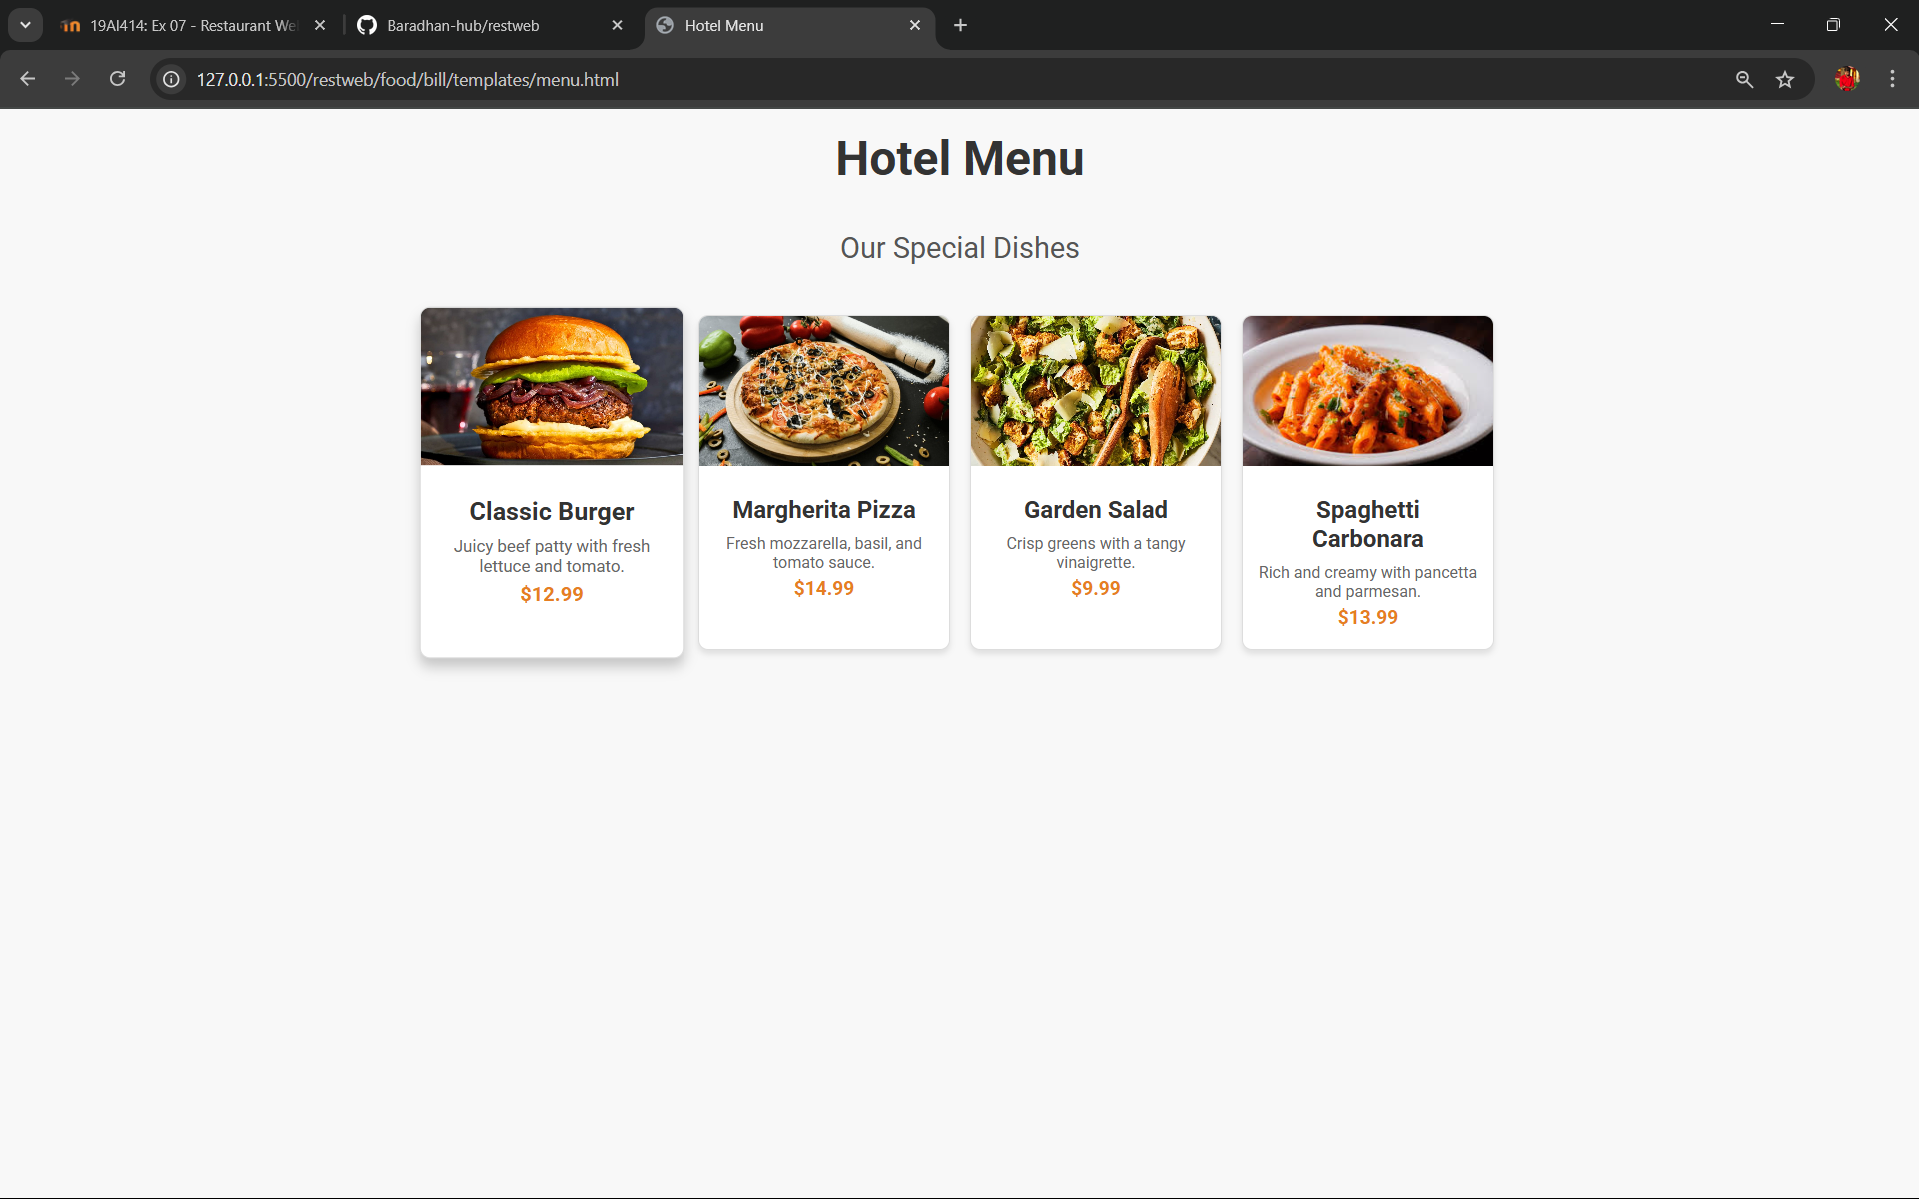 19AI414: Ex 07 - Restaurant We
Baradhan-hub/restweb
Hotel Menu
127.0.0.1:5500/restweb/food/bill/templates/menu.html
Hotel Menu
Our Special Dishes
Classic Burger
Juicy beef patty with fresh
lettuce and tomato.
$12.99
Margherita Pizza
Fresh mozzarella, basil, and
tomato sauce.
$14.99
Garden Salad
Crisp greens with a tangy
vinaigrette.
$9.99
Spaghetti
Carbonara
Rich and creamy with pancetta
and parmesan.
$13.99